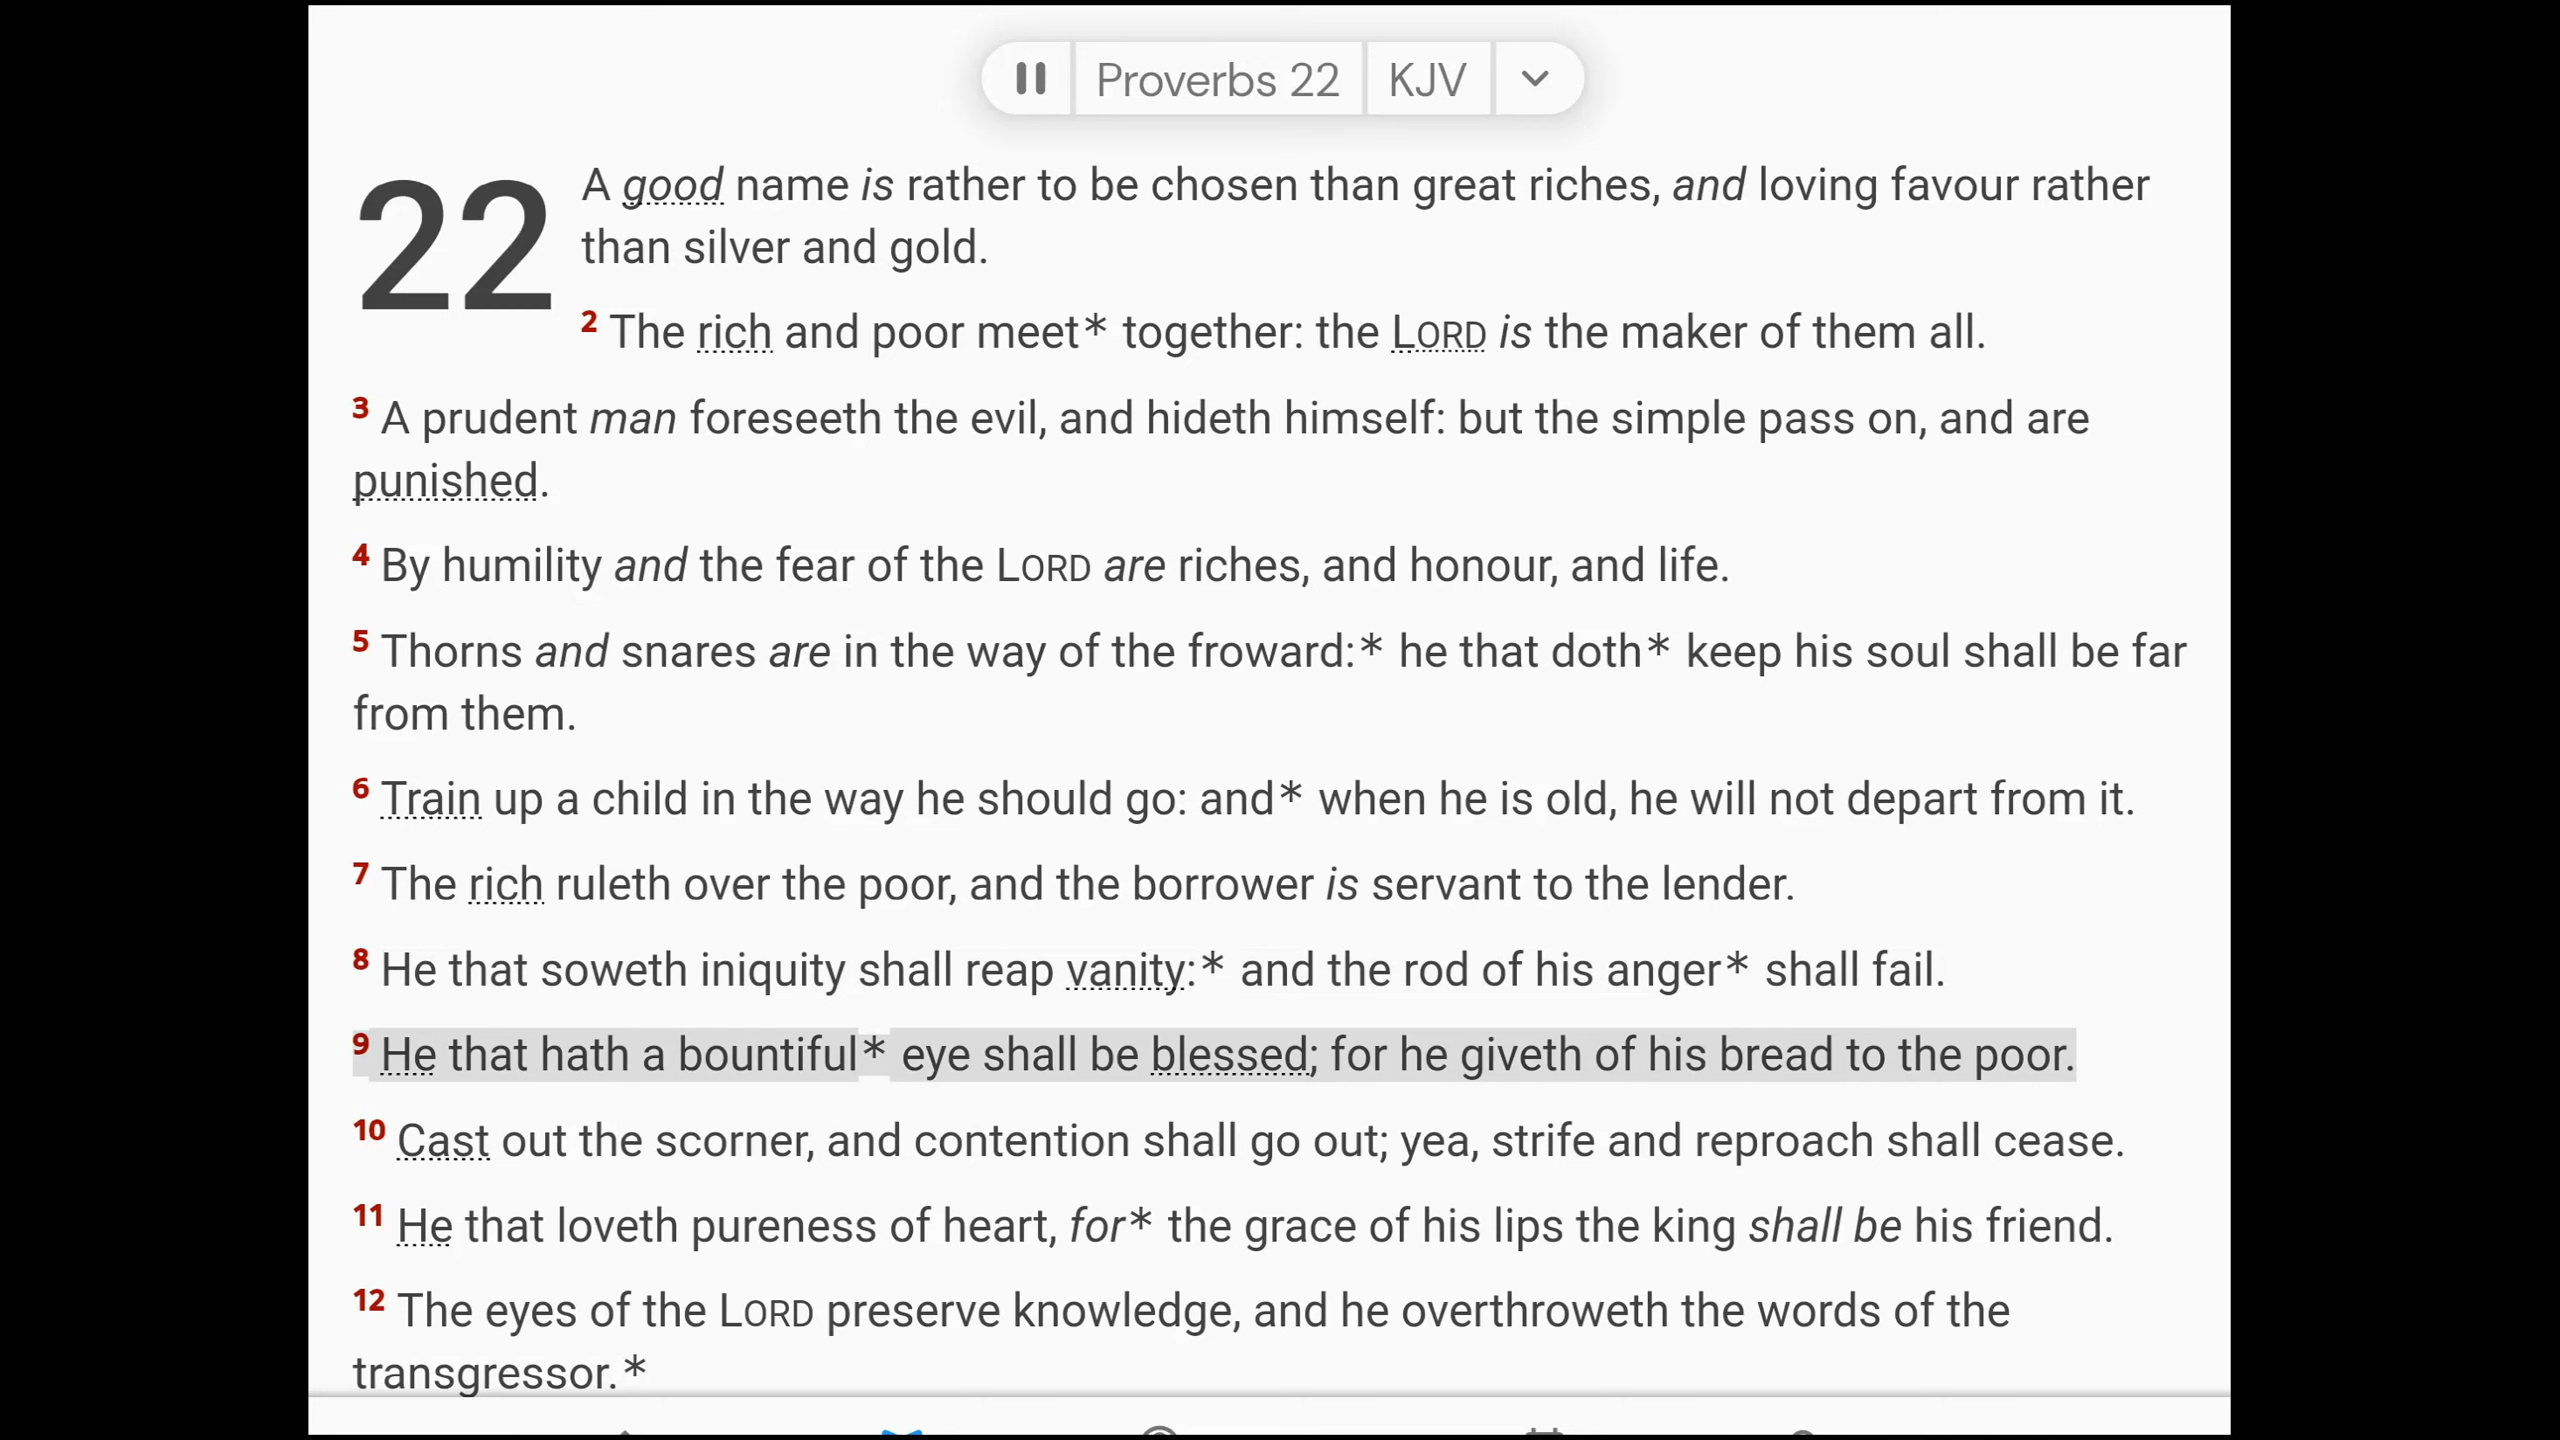 Proverbs 22 KJV
22 A good name is rather to be chosen than great riches, and loving favour rather
than silver and gold.
2 The rich and poor meet* together: the LORD is the maker of them all.
3 A prudent man foreseeth the evil, and hideth himself: but the simple pass on, and are
punished.
4 By humility and the fear of the LORD are riches, and honour, and life.
5 Thorns and snares are in the way of the froward:* he that doth* keep his soul shall be far
from them.
6 Train up a child in the way he should go: and* when he is old, he will not depart from it.
7 The rich ruleth over the poor, and the borrower is servant to the lender.
8 He that soweth iniquity shall reap vanity:* and the rod of his anger* shall fail.
9 He that hath a bountiful* eye shall be blessed; for he giveth of his bread to the poor.
10 Cast out the scorner, and contention shall go out; yea, strife and reproach shall cease.
11 He that loveth pureness of heart, for* the grace of his lips the king shall be his friend.
12 The eyes of the LORD preserve knowledge, and he overthroweth the words of the
transgressor.*